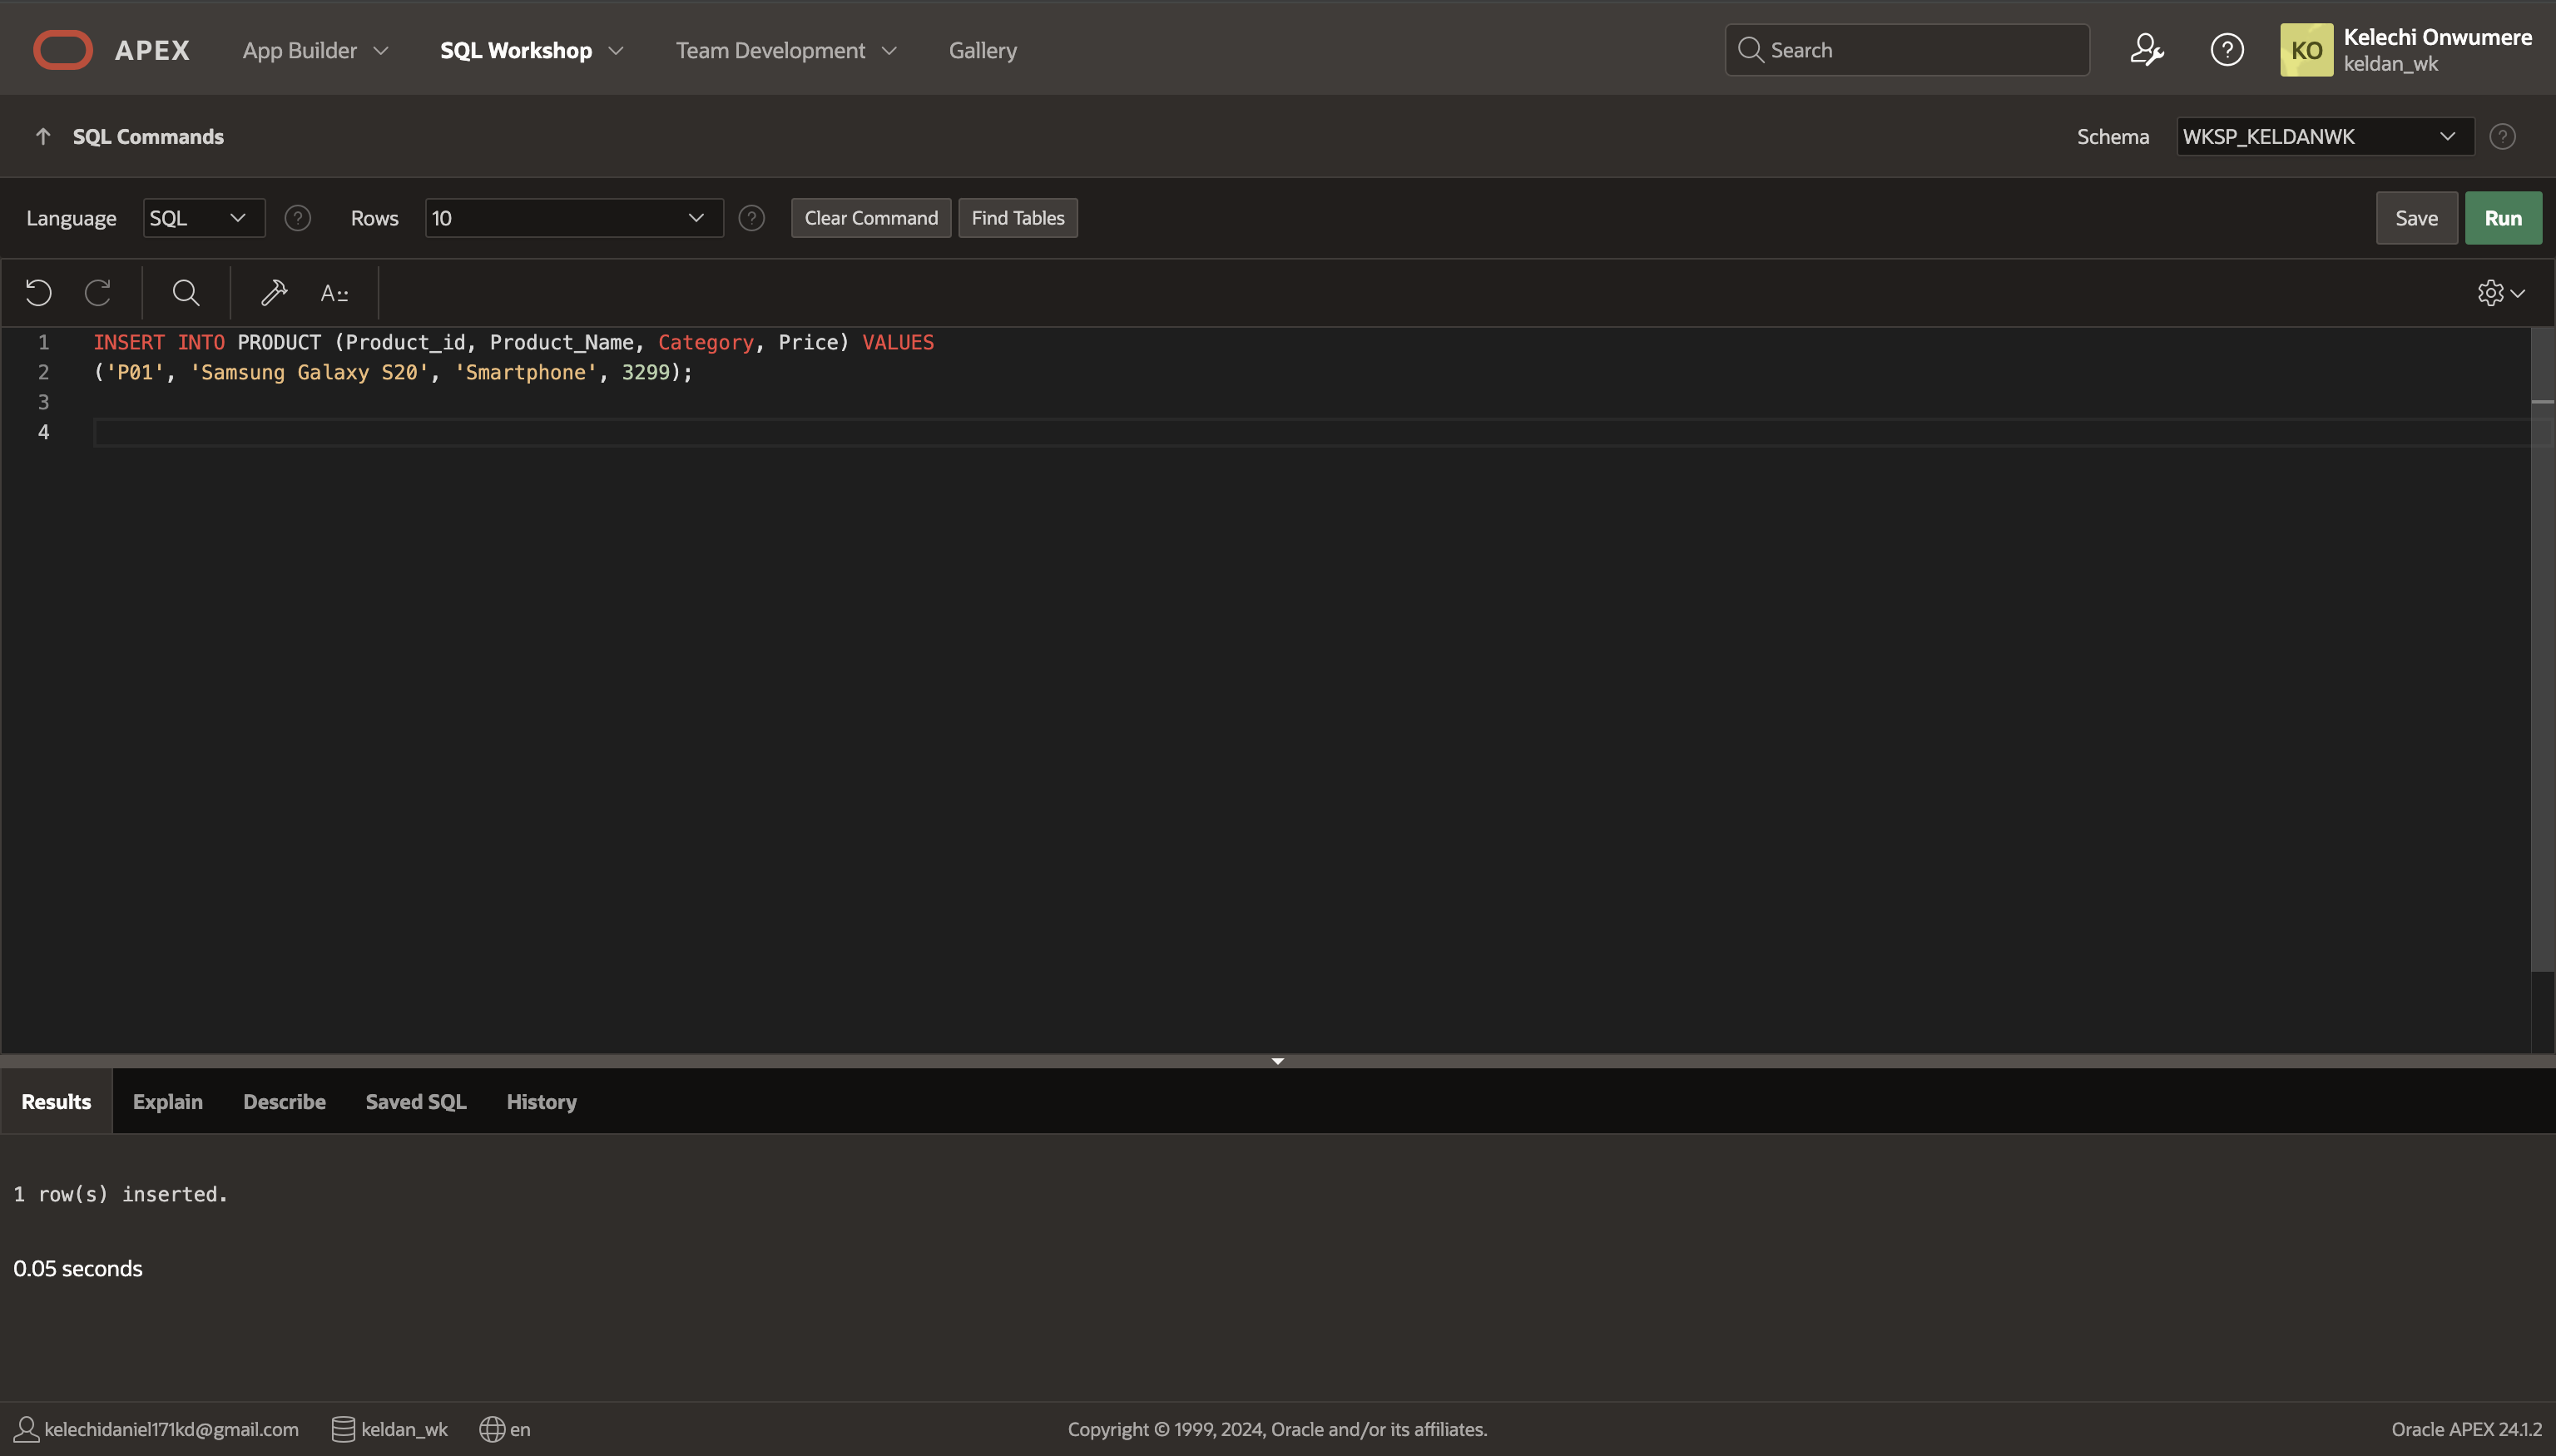 APEX App Builder SQL Workshop Team Development Gallery Search KO Kelechi Onwumere
keldan_wk
SQL Commands Schema WKSP_KELDANWK
Language SQL Rows 10 Clear Command Find Tables Save Run
A::
1 INSERT INTO PRODUCT (Product_id, Product_Name, Category, Price) VALUES
2 ('P01', 'Samsung Galaxy S20', 'Smartphone', 3299);
3
4
Results Explain Describe Saved SQL History
1 row(s) inserted.
0.05 seconds
kelechidaniel171kd@gmail.com keldan_wk en Copyright © 1999, 2024, Oracle and/or its affiliates. Oracle APEX 24.1.2